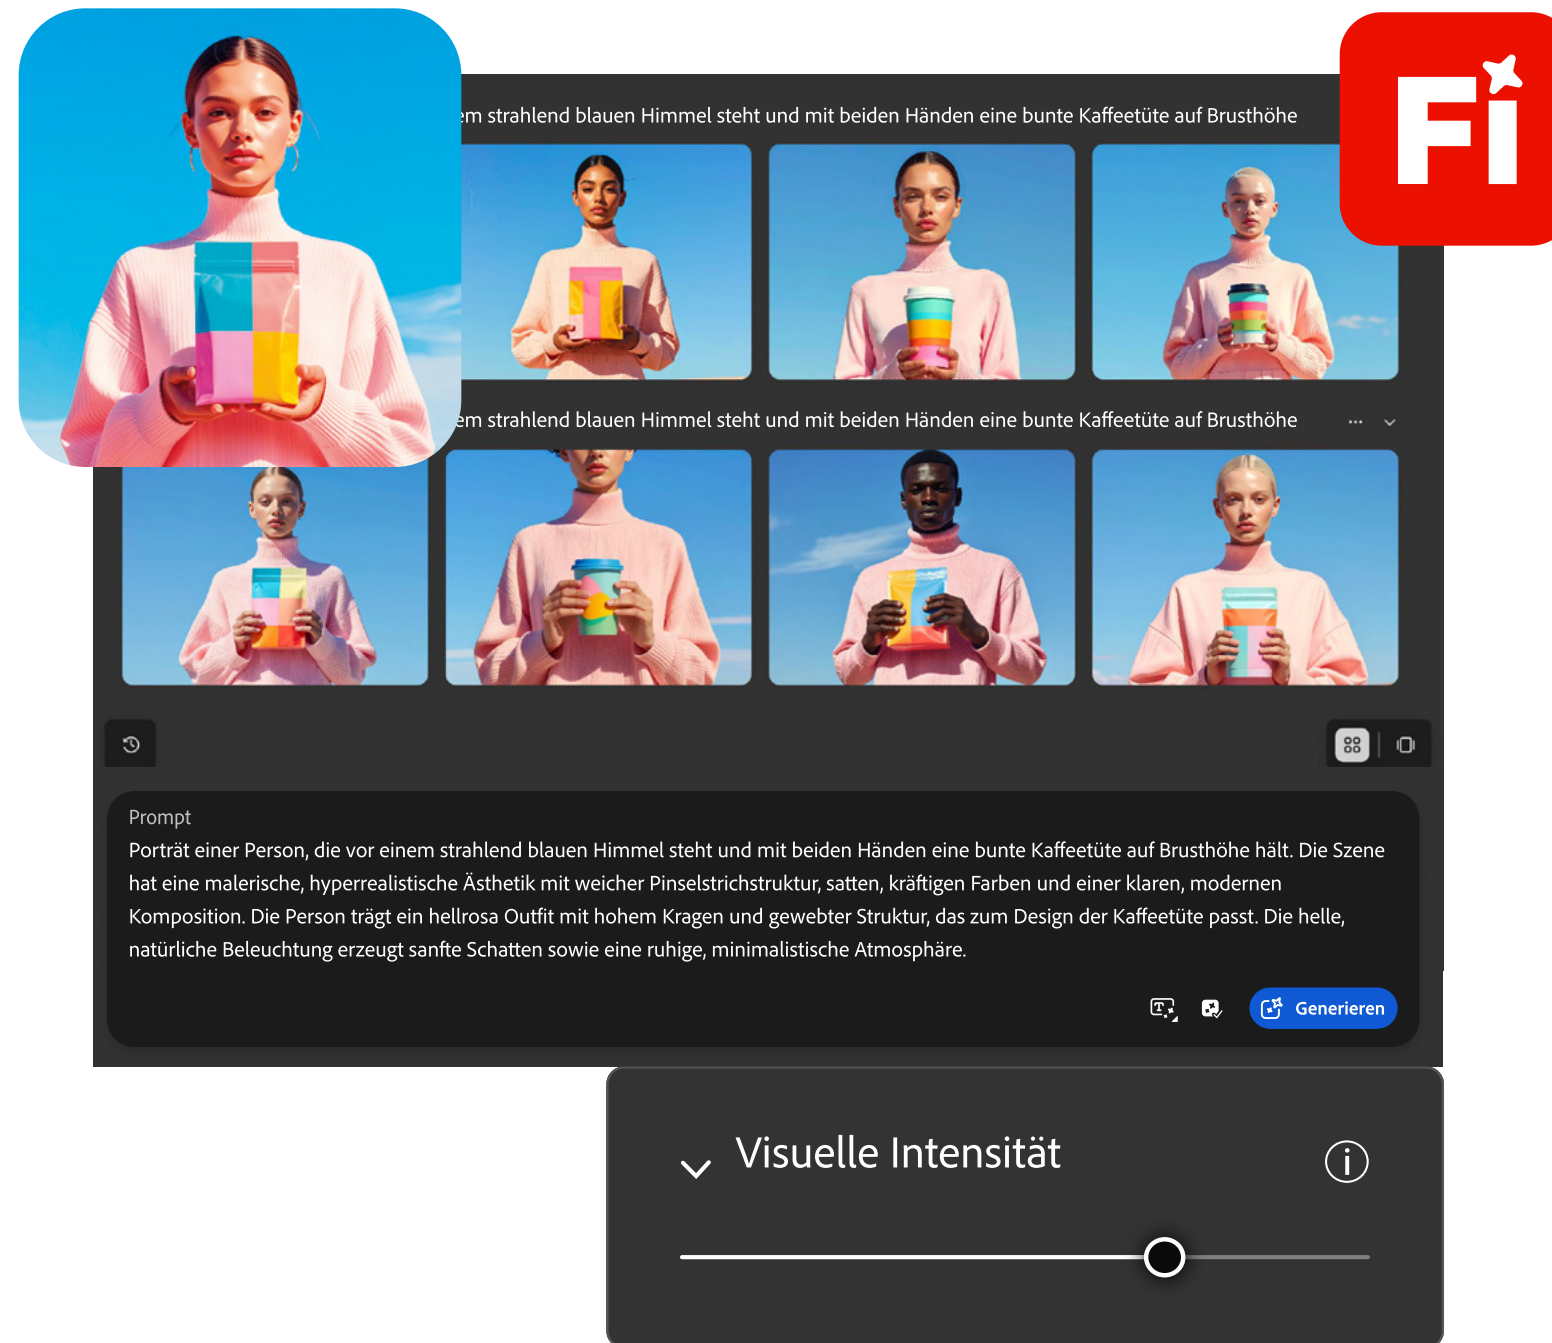 em strahlend blauen Himmel steht und mit beiden Händen eine bunte Kaffeetüte auf Brusthöhe
Fi
em strahlend blauen Himmel steht und mit beiden Händen eine bunte Kaffeetüte auf Brusthöhe
Prompt
Porträt einer Person, die vor einem strahlend blauen Himmel steht und mit beiden Händen eine bunte Kaffeetüte auf Brusthöhe hält. Die Szene
hat eine malerische, hyperrealistische Ästhetik mit weicher Pinselstrichstruktur, satten, kräftigen Farben und einer klaren, modernen
Komposition. Die Person trägt ein hellrosa Outfit mit hohem Kragen und gewebter Struktur, das zum Design der Kaffeetüte passt. Die helle,
natürliche Beleuchtung erzeugt sanfte Schatten sowie eine ruhige, minimalistische Atmosphäre.
Generieren
Visuelle Intensität